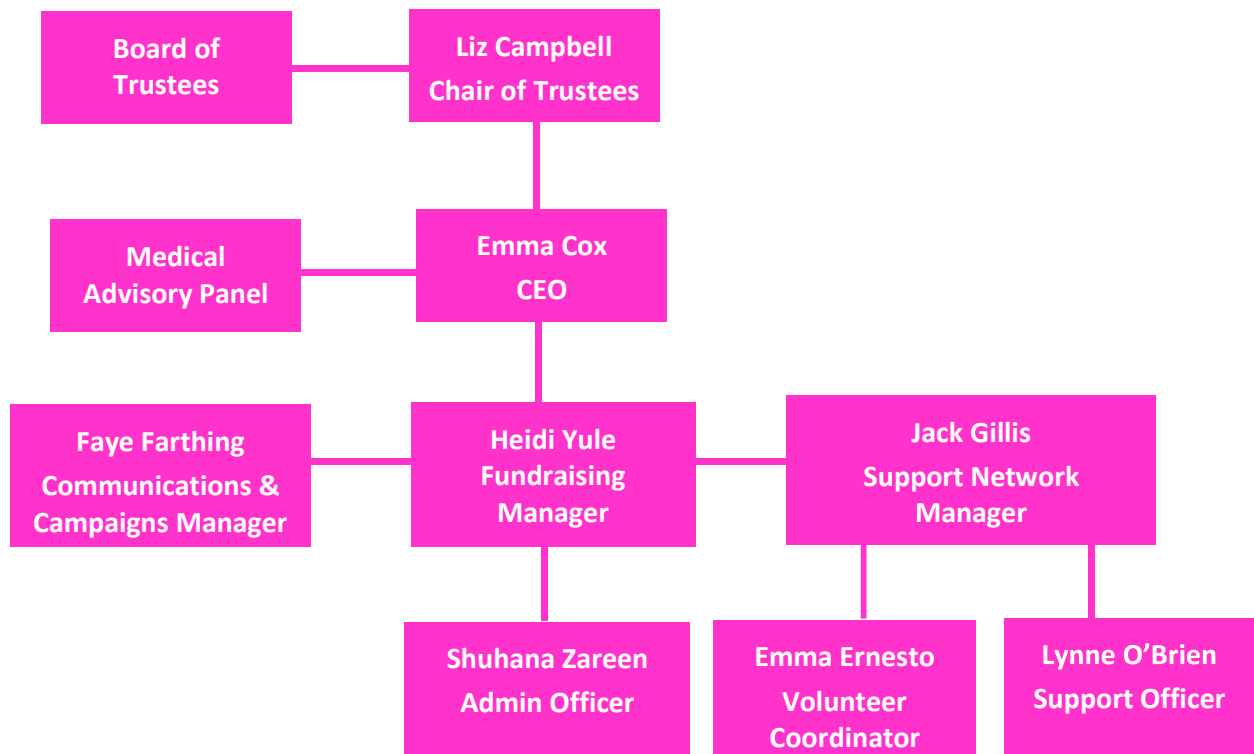 Board of
Trustees
Liz Campbell
Chair of Trustees
Medical
Advisory Panel
Emma Cox
CEO
Faye Farthing
Communications &
Campaigns Manager
Heidi Yule
Fundraising
Manager
Jack Gillis
Support Network
Manager
Shuhana Zareen
Admin Officer
Emma Ernesto
Volunteer
Coordinator
Lynne O’Brien
Support Officer